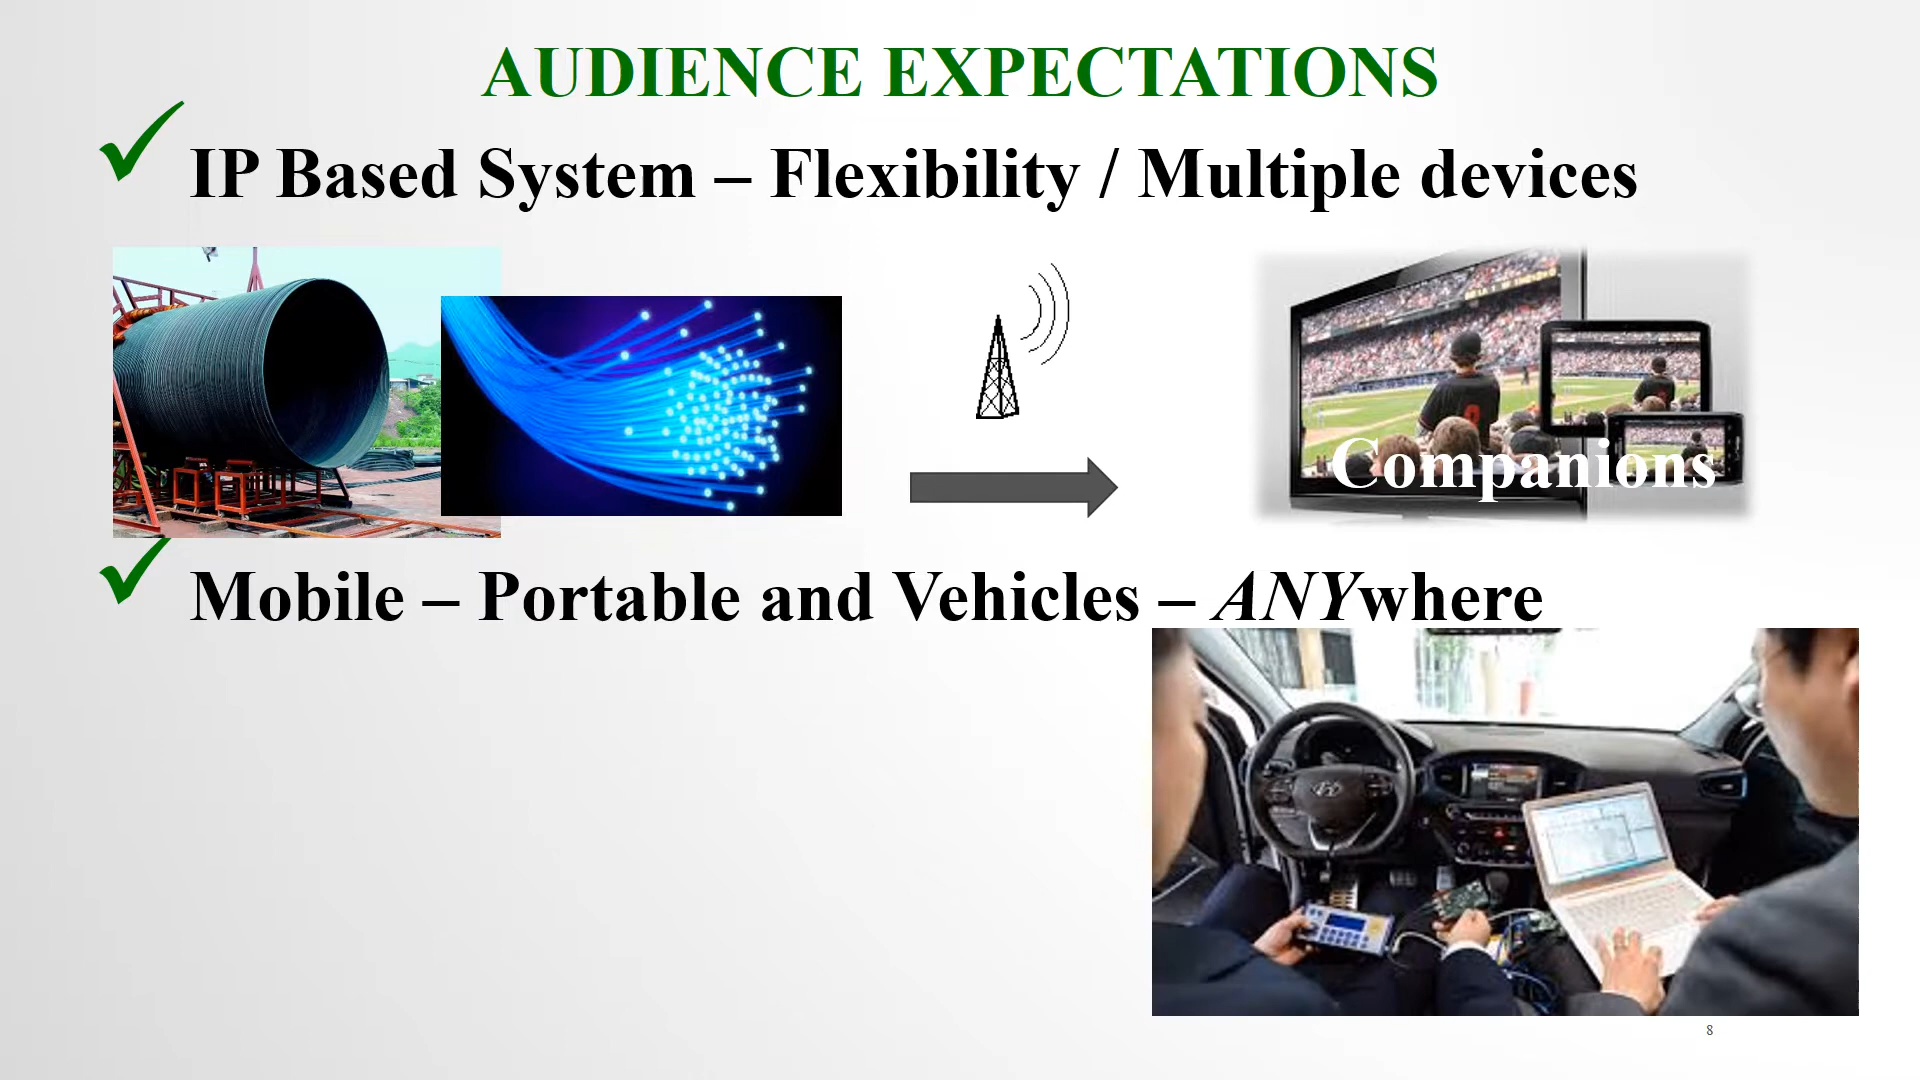 AUDIENCE EXPECTATIONS
✓ IP Based System – Flexibility / Multiple devices
Companions
✓ Mobile – Portable and Vehicles – ANYwhere
8